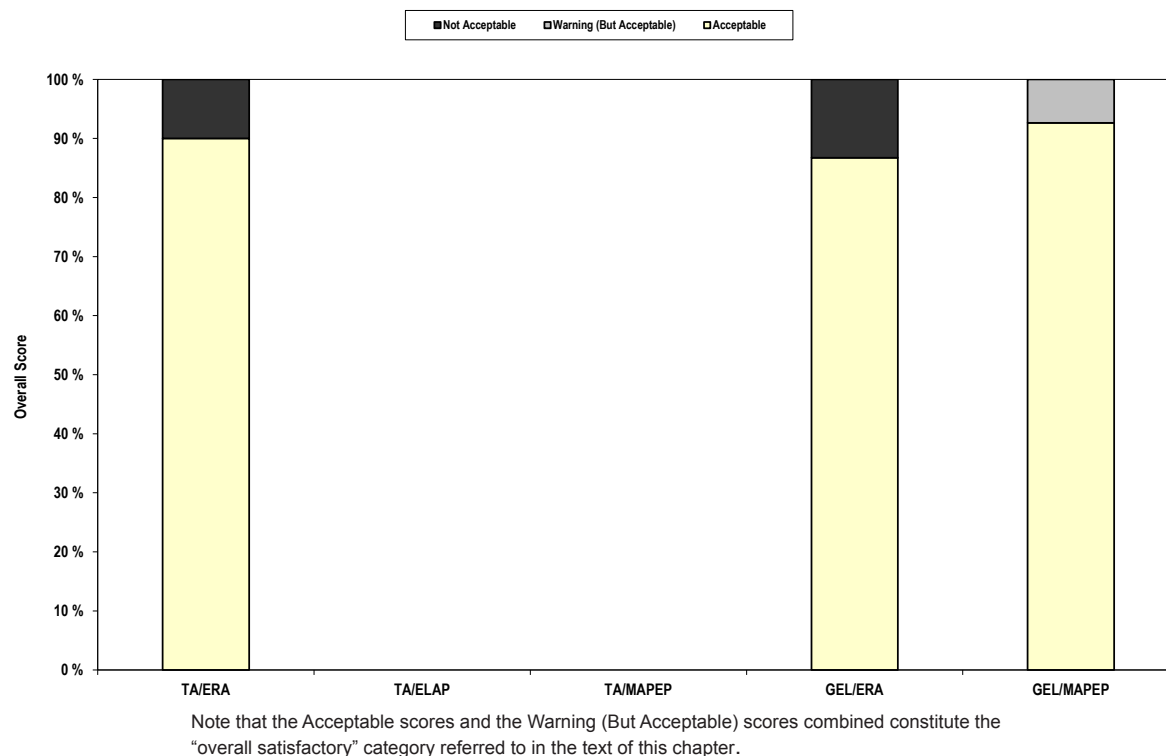 Not Acceptable Warning (But Acceptable) Acceptable
100 %
90 %
80 %
70 %
60 %
50 %
40 %
30 %
20 %
10 %
0 %
Overall Score
TA/ERA TA/ELAP TA/MAPEP GEL/ERA GEL/MAPEP
Note that the Acceptable scores and the Warning (But Acceptable) scores combined constitute the
“overall satisfactory” category referred to in the text of this chapter.